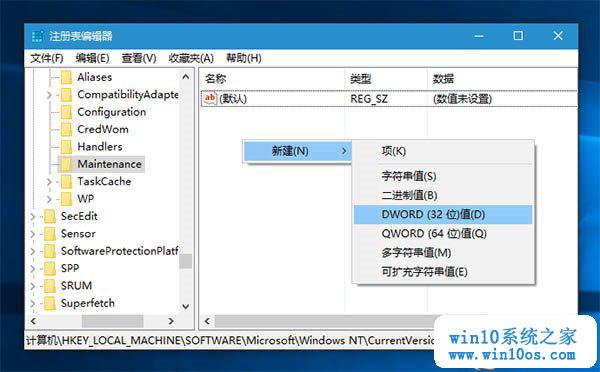 注册表编辑器
文件(F) 编辑(E) 查看(V) 收藏夹(A) 帮助(H)
Aliases
CompatibilityAdapte
Configuration
CredWom
Handlers
Maintenance
TaskCache
WP
SecEdit
Sensor
SoftwareProtectionPlatf
SPP
SRUM
Superfetch
名称 类型 数据
ab (默认) REG_SZ (数值未设置)
新建(N)
项(K)
字符串值(S)
二进制值(B)
DWORD (32 位)值(D)
QWORD (64 位)值(Q)
多字符串值(M)
可扩充字符串值(E)
计算机\HKEY_LOCAL_MACHINE\SOFTWARE\Microsoft\Windows NT\CurrentVersio
win10系统之家
www.win10os.com